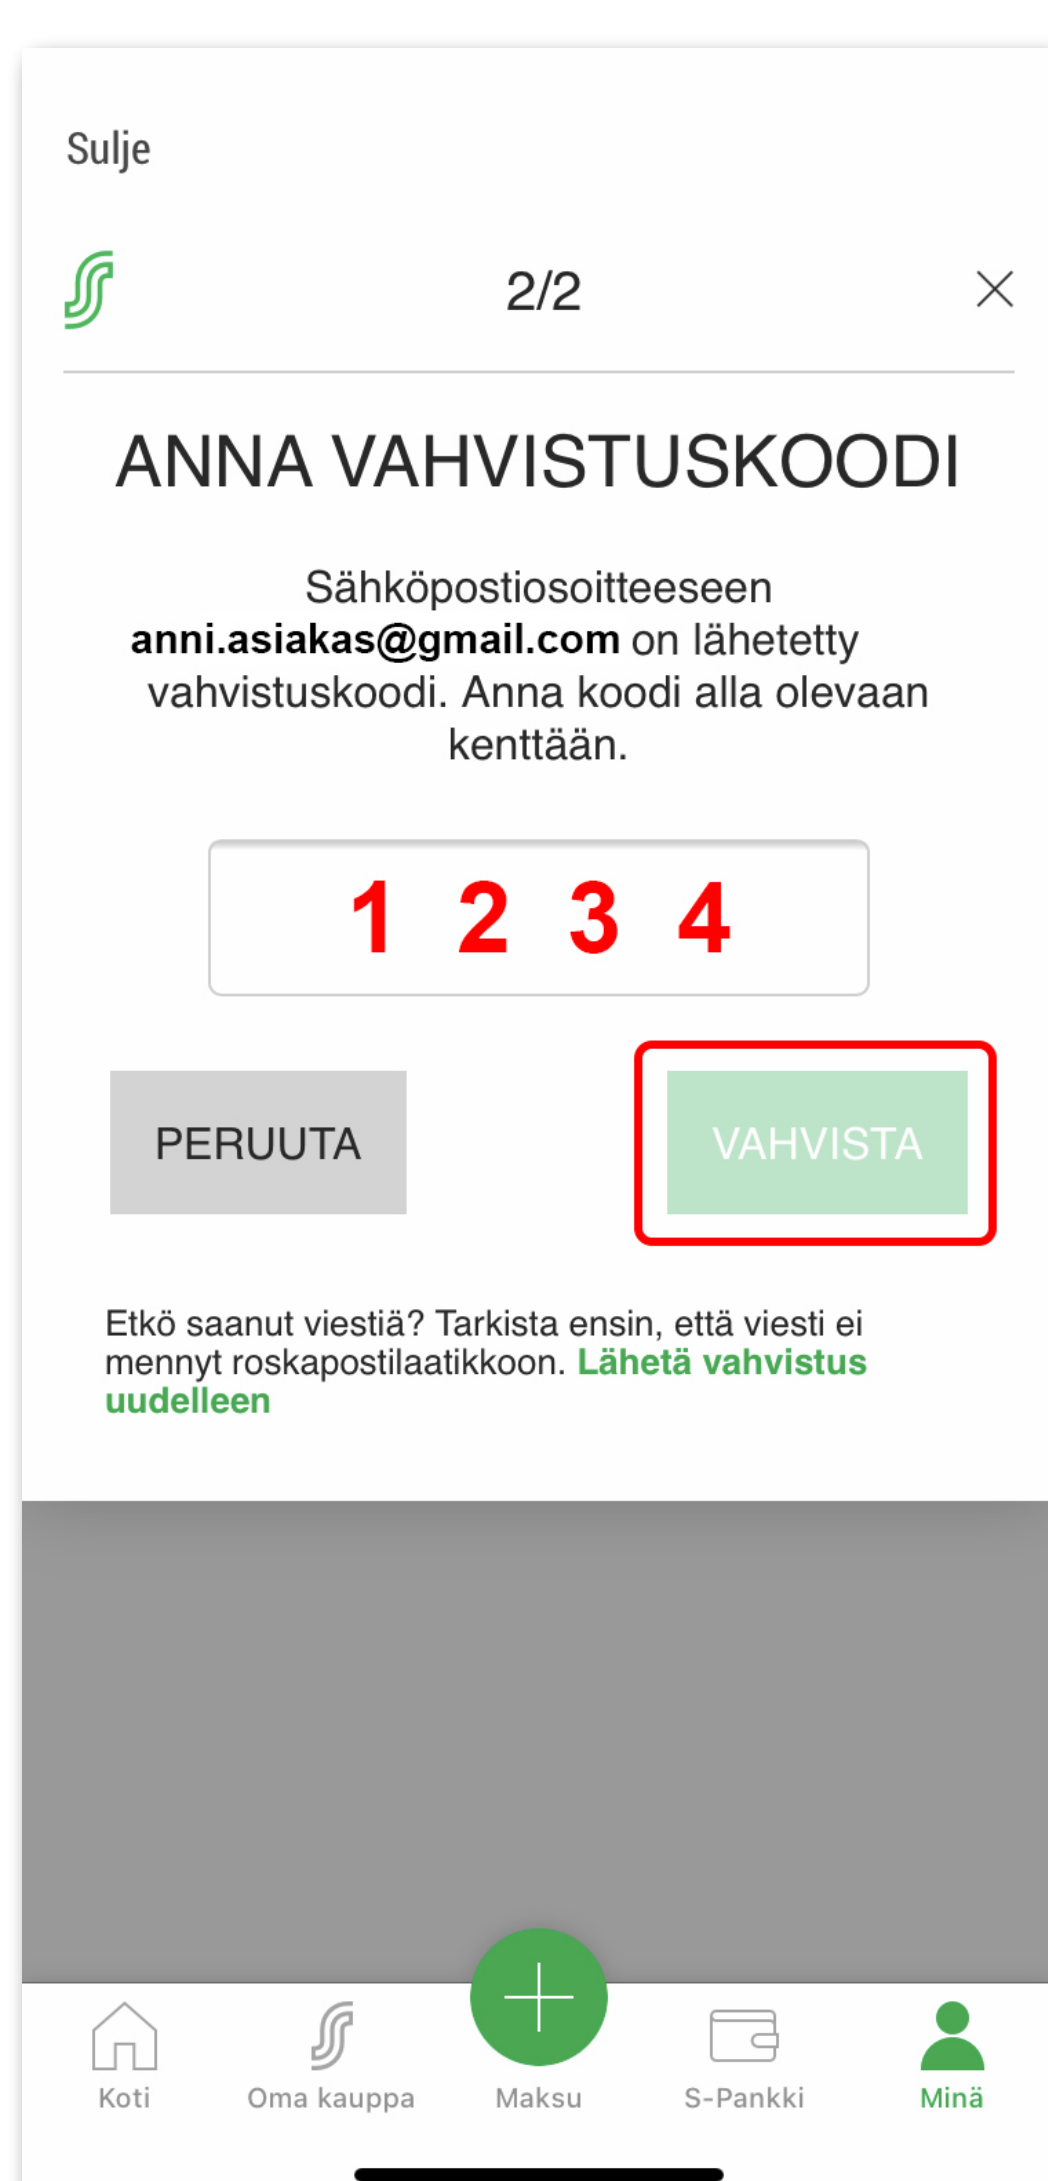 Sulje
2/2
ANNA VAHVISTUSKOODI
Sähköpostiosoitteeseen
anni.asiakas@gmail.com on lähetetty
vahvistuskoodi. Anna koodi alla olevaan
kenttään.
1 2 3 4
PERUUTA VAHVISTA
Etkö saanut viestiä? Tarkista ensin, että viesti ei
mennyt roskapostilaatikkoon. Lähetä vahvistus
uudelleen
Koti Oma kauppa Maksu S-Pankki Minä